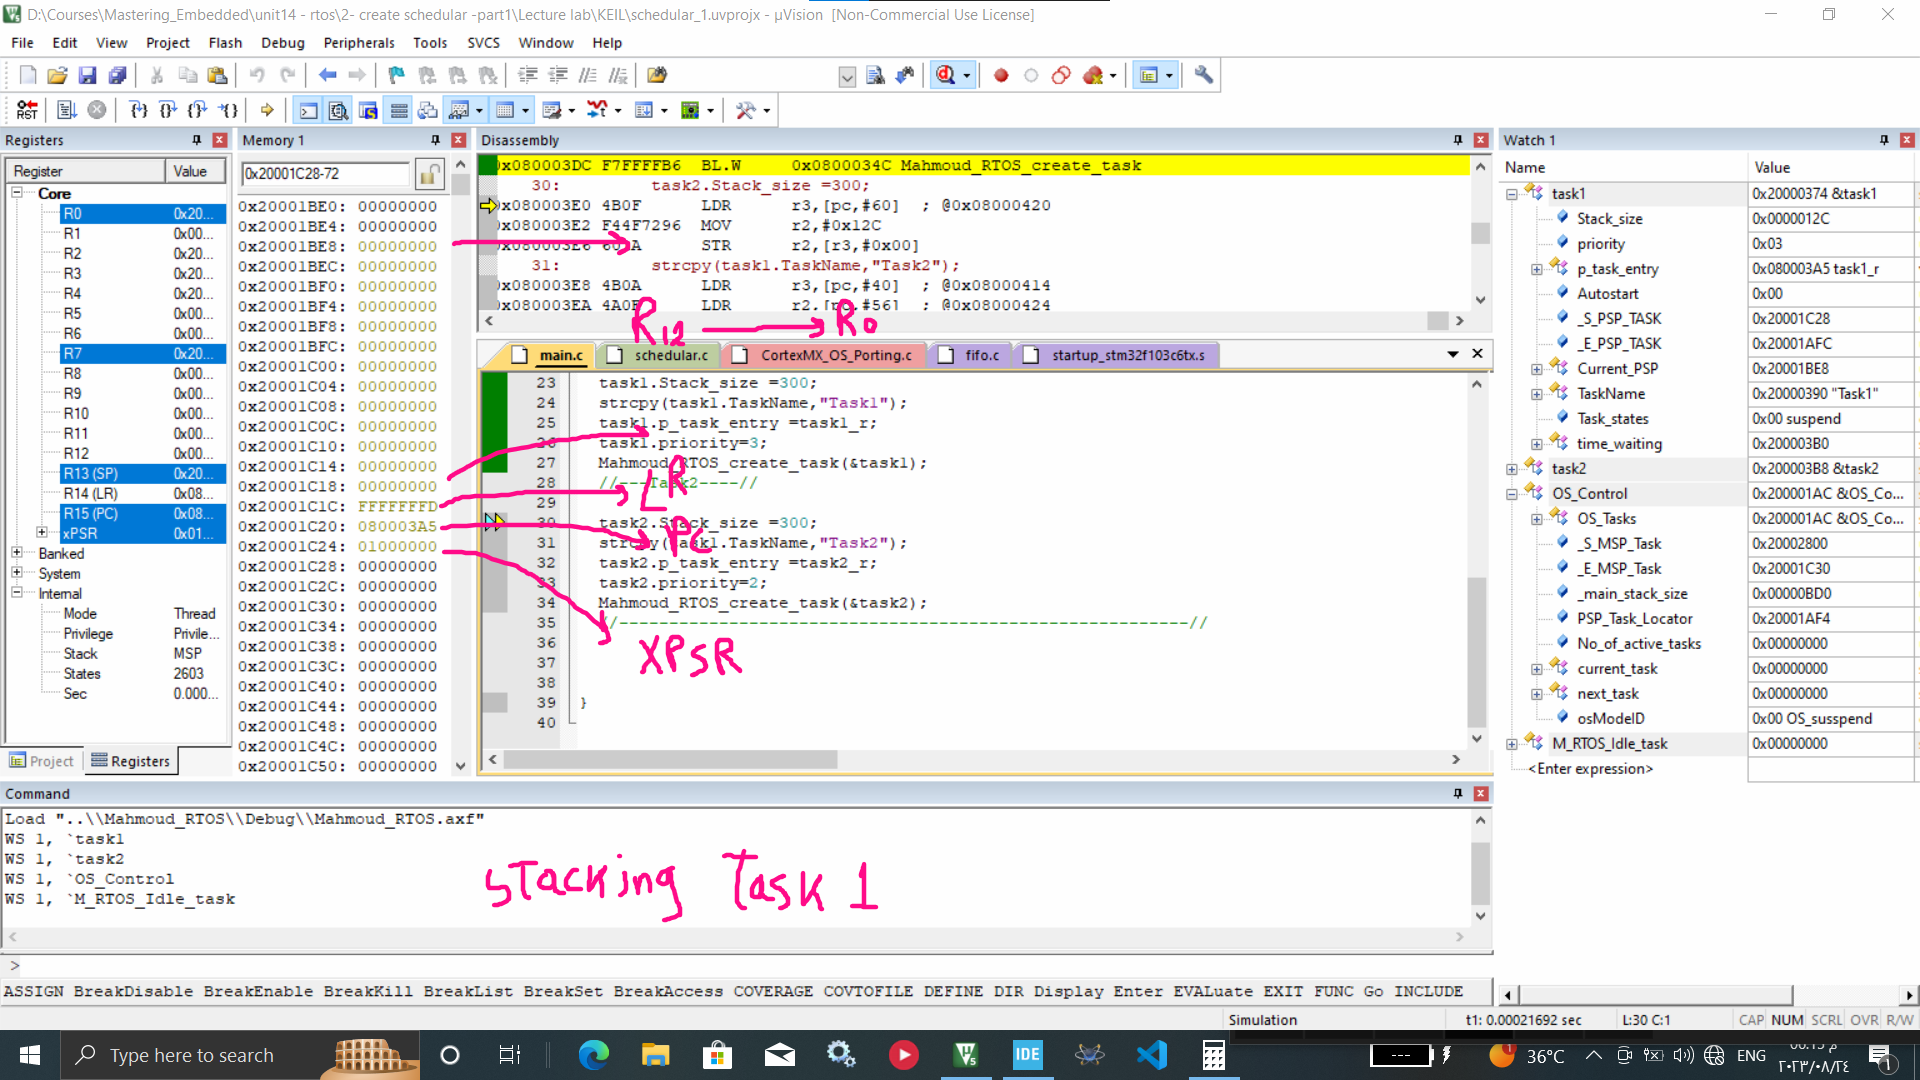 D:\Courses\Mastering_Embedded\unit14 - rtos\2- create schedular -part1\Lecture lab\KEIL\schedular_1.uvprojx - µVision  [Non-Commercial Use License]
File Edit View Project Flash Debug Peripherals Tools SVCS Window Help
Registers
Register Value
Core
R0 0x20...
R1 0x00...
R2 0x20...
R3 0x20...
R4 0x20...
R5 0x00...
R6 0x00...
R7 0x20...
R8 0x00...
R9 0x00...
R10 0x00...
R11 0x00...
R12 0x00...
R13 (SP) 0x20...
R14 (LR) 0x08...
R15 (PC) 0x08...
xPSR 0x01...
Banked
System
Internal
Mode Thread
Privilege Privile...
Stack MSP
States 2603
Sec 0.000...
Project Registers
Memory 1
0x20001C28-72
0x20001BE0: 00000000
0x20001BE4: 00000000
0x20001BE8: 00000000
0x20001BEC: 00000000
0x20001BF0: 00000000
0x20001BF4: 00000000
0x20001BF8: 00000000
0x20001BFC: 00000000
0x20001C00: 00000000
0x20001C04: 00000000
0x20001C08: 00000000
0x20001C0C: 00000000
0x20001C10: 00000000
0x20001C14: 00000000
0x20001C18: 00000000
0x20001C1C: FFFFFFFD
0x20001C20: 080003A5
0x20001C24: 01000000
0x20001C28: 00000000
0x20001C2C: 00000000
0x20001C30: 00000000
0x20001C34: 00000000
0x20001C38: 00000000
0x20001C3C: 00000000
0x20001C40: 00000000
0x20001C44: 00000000
0x20001C48: 00000000
0x20001C4C: 00000000
0x20001C50: 00000000
Disassembly
0x080003DC F7FFFFB6 BL.W 0x0800034C Mahmoud_RTOS_create_task
30: task2.Stack_size =300;
0x080003E0 4B0F LDR r3,[pc,#60] ; @0x08000420
0x080003E2 F44F7296 MOV r2,#0x12C
0x080003E6 STR r2,[r3,#0x00]
31: strcpy(task1.TaskName,"Task2");
0x080003E8 4B0A LDR r3,[pc,#40] ; @0x08000414
0x080003EA LDR r2,[pc,#56] ; @0x08000424
R12 → R0
main.c schedular.c CortexMX_OS_Porting.c fifo.c startup_stm32f103c6tx.s
23 task1.Stack_size =300;
24 strcpy(task1.TaskName,"Task1");
25 task1.p_task_entry =task1_r;
26 task1.priority=3;
27 Mahmoud_RTOS_create_task(&task1);
28 //---Task2----//
29
30 task2.Stack_size =300;
31 strcpy(task1.TaskName,"Task2");
32 task2.p_task_entry =task2_r;
33 task2.priority=2;
34 Mahmoud_RTOS_create_task(&task2);
35 //---------------------------------------------------------//
36
37
38
39 }
40
LR
PC
XPSR
Watch 1
Name Value
task1 0x20000374 &task1
Stack_size 0x0000012C
priority 0x03
p_task_entry 0x080003A5 task1_r
Autostart 0x00
_S_PSP_TASK 0x20001C28
_E_PSP_TASK 0x20001AFC
Current_PSP 0x20001BE8
TaskName 0x20000390 "Task1"
Task_states 0x00 suspend
time_waiting 0x200003B0
task2 0x200003B8 &task2
OS_Control 0x200001AC &OS_Co...
OS_Tasks 0x200001AC &OS_Co...
_S_MSP_Task 0x20002800
_E_MSP_Task 0x20001C30
_main_stack_size 0x00000BD0
PSP_Task_Locator 0x20001AF4
No_of_active_tasks 0x00000000
current_task 0x00000000
next_task 0x00000000
osModeID 0x00 OS_susspend
M_RTOS_Idle_task 0x00000000
<Enter expression>
Command
Load "..\\Mahmoud_RTOS\\Debug\\Mahmoud_RTOS.axf"
WS 1, `task1
WS 1, `task2
WS 1, `OS_Control
WS 1, `M_RTOS_Idle_task
sTacking Task 1
>
ASSIGN BreakDisable BreakEnable BreakKill BreakList BreakSet BreakAccess COVERAGE COVTOFILE DEFINE DIR Display Enter EVALuate EXIT FUNC Go INCLUDE
Simulation t1: 0.00021692 sec L:30 C:1 CAP NUM SCRL OVR R/W
Type here to search
IDE
36°C
ENG
٢٠٢٣/٠٨/٢٤
1